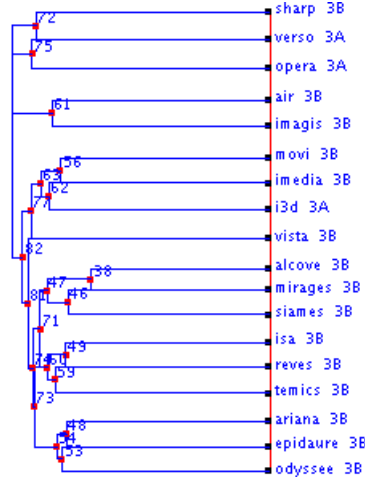 sharp 3B
72
verso 3A
75
opera 3A
air 3B
61
imagis 3B
movi 3B
56
63
imedia 3B
62
77
i3d 3A
vista 3B
82
alcove 3B
38
47
mirages 3B
81
46
siames 3B
71
isa 3B
49
reves 3B
59
temics 3B
73
ariana 3B
48
54
epidaure 3B
53
odyssee 3B